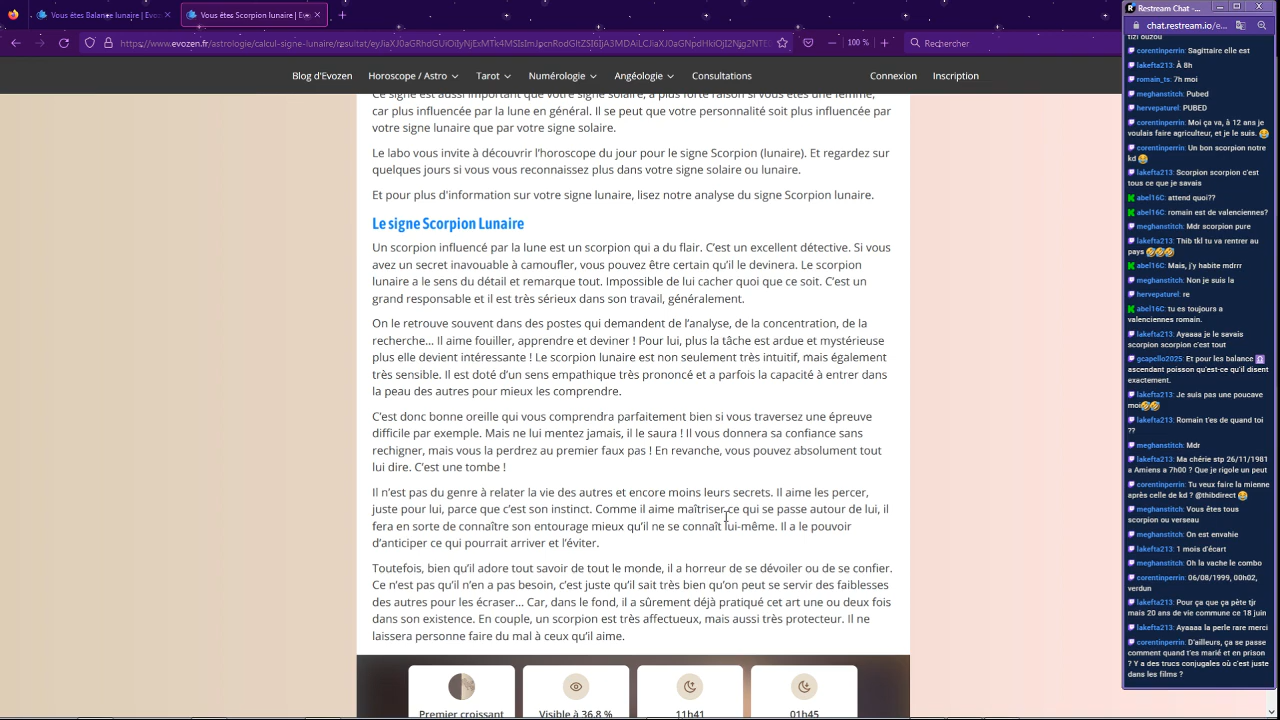 Vous êtes Balance lunaire | Evoz
Vous êtes Scorpion lunaire | Evoz
https://www.evozen.fr/astrologie/calcul-signe-lunaire/resultat/
100 %
Rechercher
Blog d'Evozen
Horoscope / Astro
Tarot
Numérologie
Angéologie
Consultations
Connexion
Inscription
car plus influencée par la lune en général. Il se peut que votre personnalité soit plus influencée par
votre signe lunaire que par votre signe solaire.
Le labo vous invite à découvrir l'horoscope du jour pour le signe Scorpion (lunaire). Et regardez sur
quelques jours si vous vous reconnaissez plus dans votre signe solaire ou lunaire.
Et pour plus d'information sur votre signe lunaire, lisez notre analyse du signe Scorpion lunaire.
Le signe Scorpion Lunaire
Un scorpion influencé par la lune est un scorpion qui a du flair. C'est un excellent détective. Si vous
avez un secret inavouable à camoufler, vous pouvez être certain qu'il le devinera. Le scorpion
lunaire a le sens du détail et remarque tout. Impossible de lui cacher quoi que ce soit. C'est un
grand responsable et il est très sérieux dans son travail, généralement.
On le retrouve souvent dans des postes qui demandent de l'analyse, de la concentration, de la
recherche... Il aime fouiller, apprendre et deviner ! Pour lui, plus la tâche est ardue et mystérieuse
plus elle devient intéressante ! Le scorpion lunaire est non seulement très intuitif, mais également
très sensible. Il est doté d'un sens empathique très prononcé et a parfois la capacité à entrer dans
la peau des autres pour mieux les comprendre.
C'est donc une oreille qui vous comprendra parfaitement bien si vous traversez une épreuve
difficile par exemple. Mais ne lui mentez jamais, il le saura ! Il vous donnera sa confiance sans
rechigner, mais vous la perdrez au premier faux pas ! En revanche, vous pouvez absolument tout
lui dire. C'est une tombe !
Il n'est pas du genre à relater la vie des autres et encore moins leurs secrets. Il aime les percer,
juste pour lui, parce que c'est son instinct. Comme il aime maîtriser ce qui se passe autour de lui, il
fera en sorte de connaître son entourage mieux qu'il ne se connaît lui-même. Il a le pouvoir
d'anticiper ce qui pourrait arriver et l'éviter.
Toutefois, bien qu'il adore tout savoir de tout le monde, il a horreur de se dévoiler ou de se confier.
Ce n'est pas qu'il n'en a pas besoin, c'est juste qu'il sait très bien qu'on peut se servir des faiblesses
des autres pour les écraser... Car, dans le fond, il a sûrement déjà pratiqué cet art une ou deux fois
dans son existence. En couple, un scorpion est très affectueux, mais aussi très protecteur. Il ne
laissera personne faire du mal à ceux qu'il aime.
Premier croissant
Visible à 36.8 %
11h41
01h45
Restream Chat -...
chat.restream.io/e...
tizi ouzou
corentinperrin: Sagittaire elle est
lakefta213: À 8h
romain_ts: 7h moi
meghanstitch: Pubed
hervepaturel: PUBED
corentinperrin: Moi ça va, à 12 ans je
voulais faire agriculteur, et je le suis. 😂
corentinperrin: Un bon scorpion notre
kd 😂
lakefta213: Scorpion scorpion c'est
tous ce que je savais
abel16C: attend quoi??
abel16C: romain est de valenciennes?
meghanstitch: Mdr scorpion pure
lakefta213: Thib tkl tu va rentrer au
pays 🤣🤣🤣
abel16C: Mais, j'y habite mdrrr
meghanstitch: Non je suis la
hervepaturel: re
abel16C: tu es toujours a
valenciennes romain.
lakefta213: Ayaaaa je le savais
scorpion scorpion c'est tout
gcapello2025: Et pour les balance ♎
ascendant poisson qu'est-ce qu'il disent
exactement.
lakefta213: Je suis pas une poucave
moi🤣🤣
lakefta213: Romain t'es de quand toi
??
meghanstitch: Mdr
lakefta213: Ma chérie stp 26/11/1981
a Amiens a 7h00 ? Que je rigole un peut
corentinperrin: Tu veux faire la mienne
après celle de kd ? @thibdirect 😂
meghanstitch: Vous êtes tous
scorpion ou verseau
meghanstitch: On est envahie
lakefta213: 1 mois d'écart
meghanstitch: Oh la vache le combo
corentinperrin: 06/08/1999, 00h02,
verdun
lakefta213: Pour ça que ça pète tjr
mais 20 ans de vie commune ce 18 juin
lakefta213: Ayaaaa la perle rare merci
corentinperrin: D'ailleurs, ça se passe
comment quand t'es marié et en prison
? Y a des trucs conjugales où c'est juste
dans les films ?